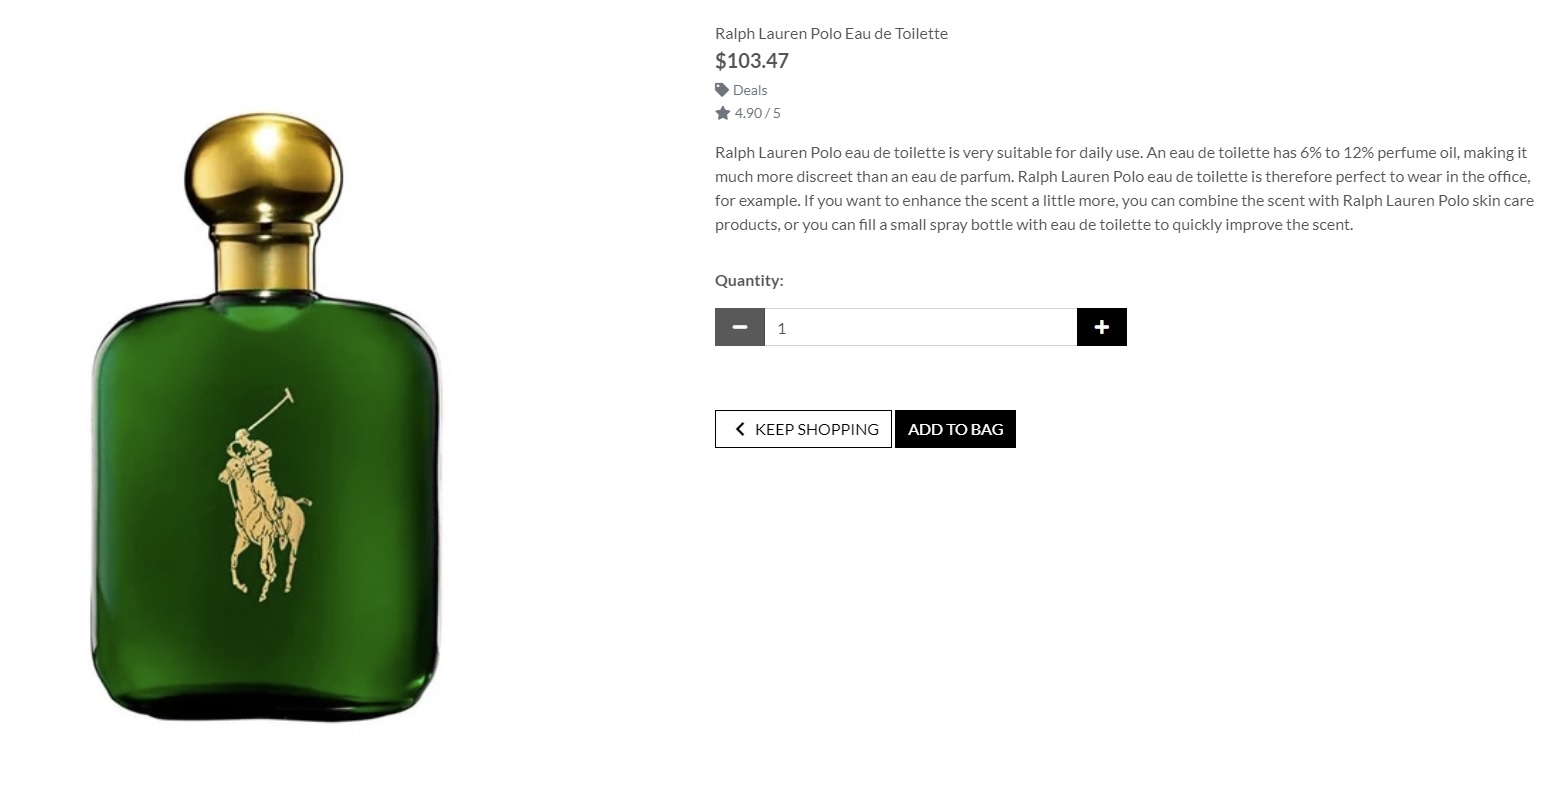 Ralph Lauren Polo Eau de Toilette
$103.47
Deals
4.90 / 5
Ralph Lauren Polo eau de toilette is very suitable for daily use. An eau de toilette has 6% to 12% perfume oil, making it
much more discreet than an eau de parfum. Ralph Lauren Polo eau de toilette is therefore perfect to wear in the office,
for example. If you want to enhance the scent a little more, you can combine the scent with Ralph Lauren Polo skin care
products, or you can fill a small spray bottle with eau de toilette to quickly improve the scent.
Quantity:
1
KEEP SHOPPING ADD TO BAG